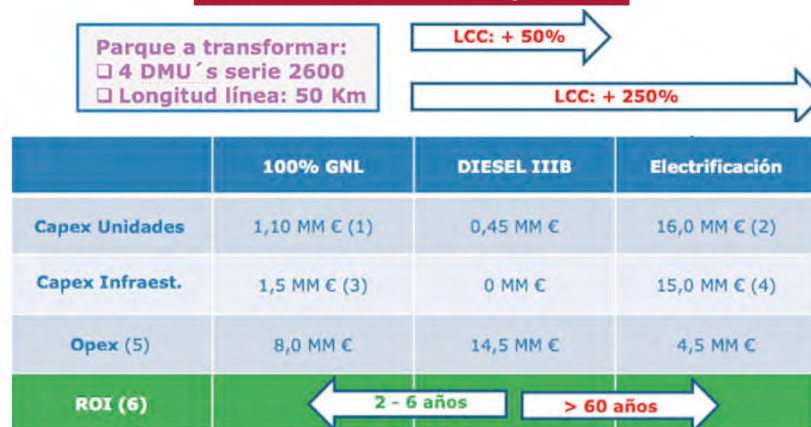 Parque a transformar:
❑ 4 DMU´s serie 2600
❑ Longitud línea: 50 Km
LCC: + 50%
LCC: + 250%
100% GNL DIESEL IIIB Electrificación
Capex Unidades 1,10 MM € (1) 0,45 MM € 16,0 MM € (2)
Capex Infraest. 1,5 MM € (3) 0 MM € 15,0 MM € (4)
Opex (5) 8,0 MM € 14,5 MM € 4,5 MM €
ROI (6) 2 - 6 años > 60 años